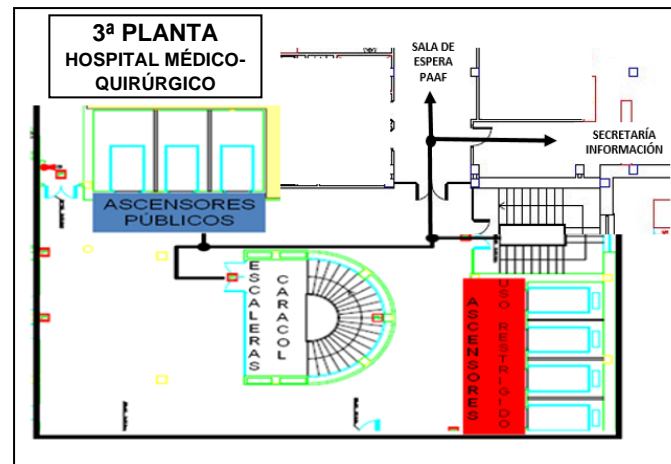 3ª PLANTA
HOSPITAL MÉDICO-
QUIRÚRGICO
SALA DE
ESPERA
PAAF
SECRETARÍA
INFORMACIÓN
ASCENSORES
PÚBLICOS
ESCALERAS
CARACOL
ASCENSORES
USO RESTRIGIDO